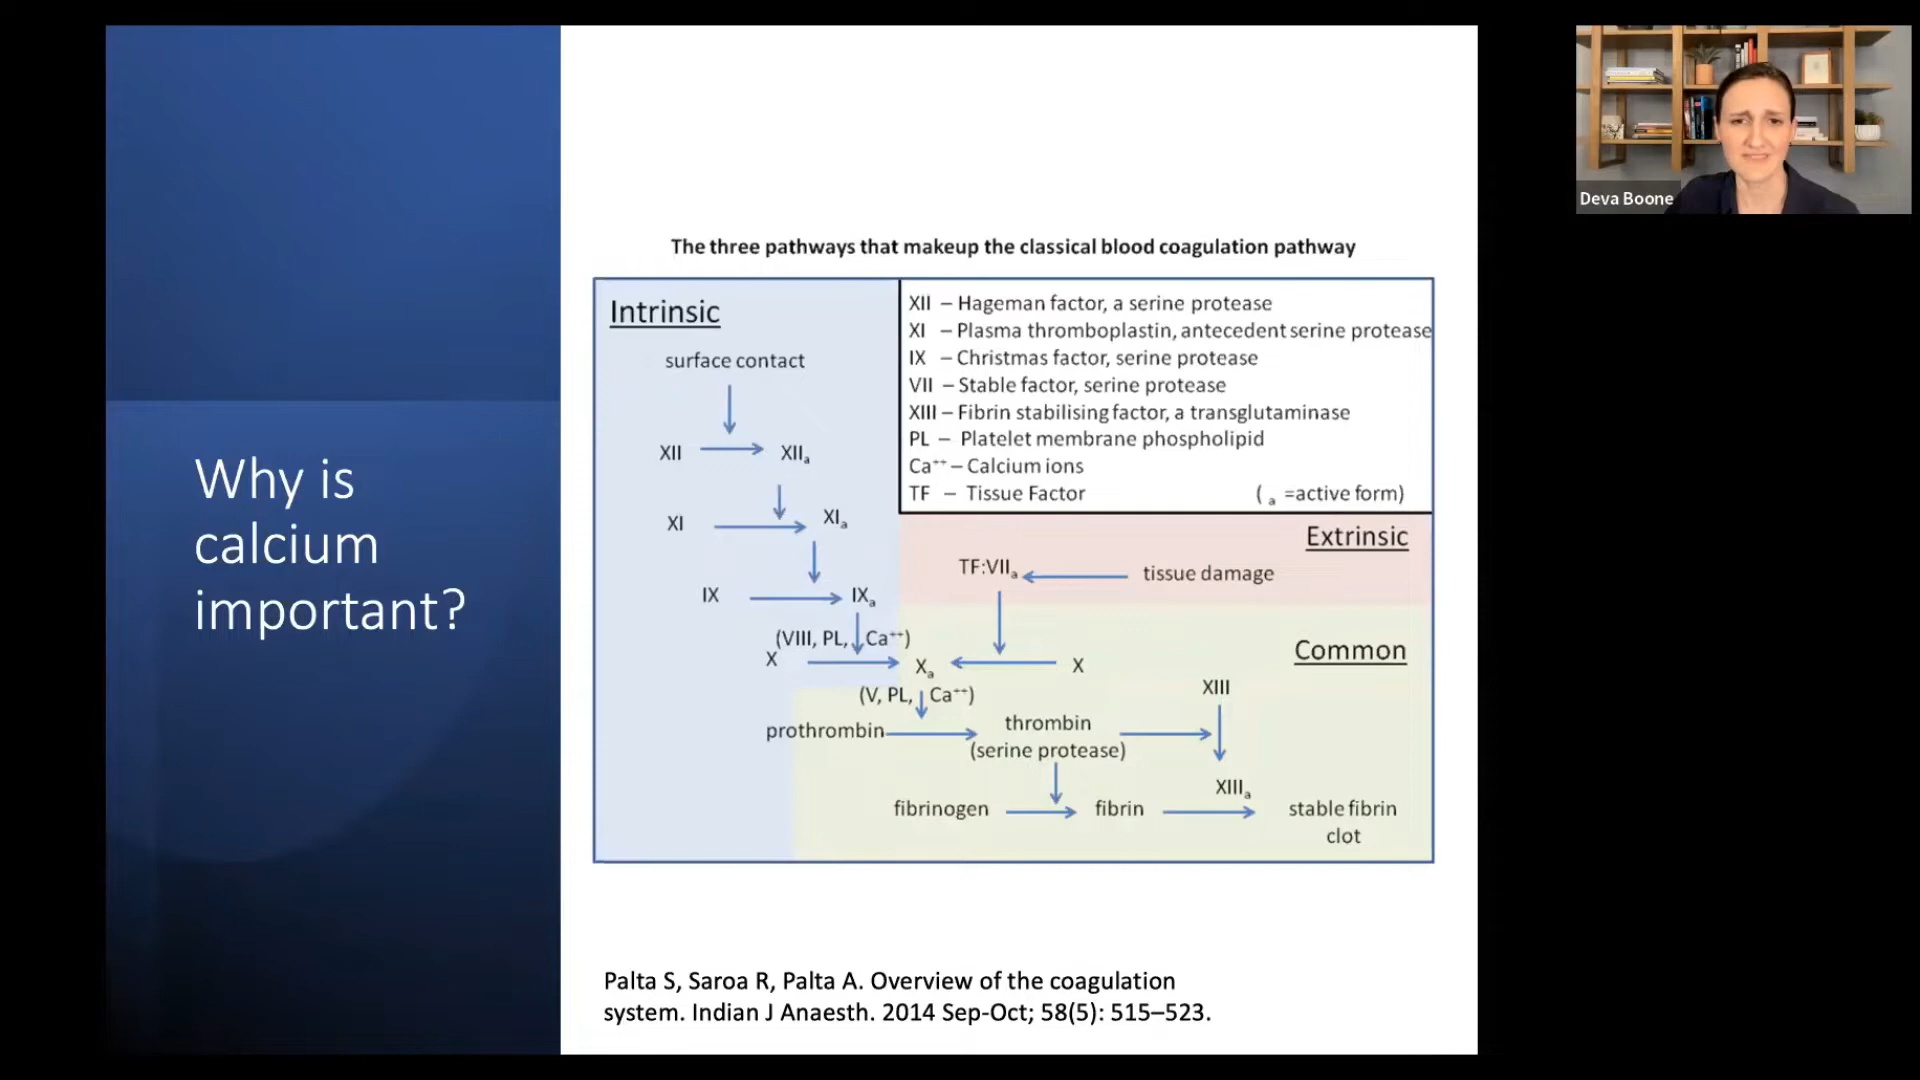 Why is
calcium
important?
The three pathways that makeup the classical blood coagulation pathway
Intrinsic
surface contact
XII
XIIa
XI
XIa
IX
IXa
(VIII, PL, Ca++)
X
Xa
X
(V, PL, Ca++)
prothrombin
thrombin
(serine protease)
fibrinogen
fibrin
XII – Hageman factor, a serine protease
XI – Plasma thromboplastin, antecedent serine protease
IX – Christmas factor, serine protease
VII – Stable factor, serine protease
XIII – Fibrin stabilising factor, a transglutaminase
PL – Platelet membrane phospholipid
Ca++ – Calcium ions
TF – Tissue Factor ( a =active form)
Extrinsic
TF:VIIa
tissue damage
Common
XIII
XIIIa
stable fibrin
clot
Palta S, Saroa R, Palta A. Overview of the coagulation
system. Indian J Anaesth. 2014 Sep-Oct; 58(5): 515–523.
Deva Boone